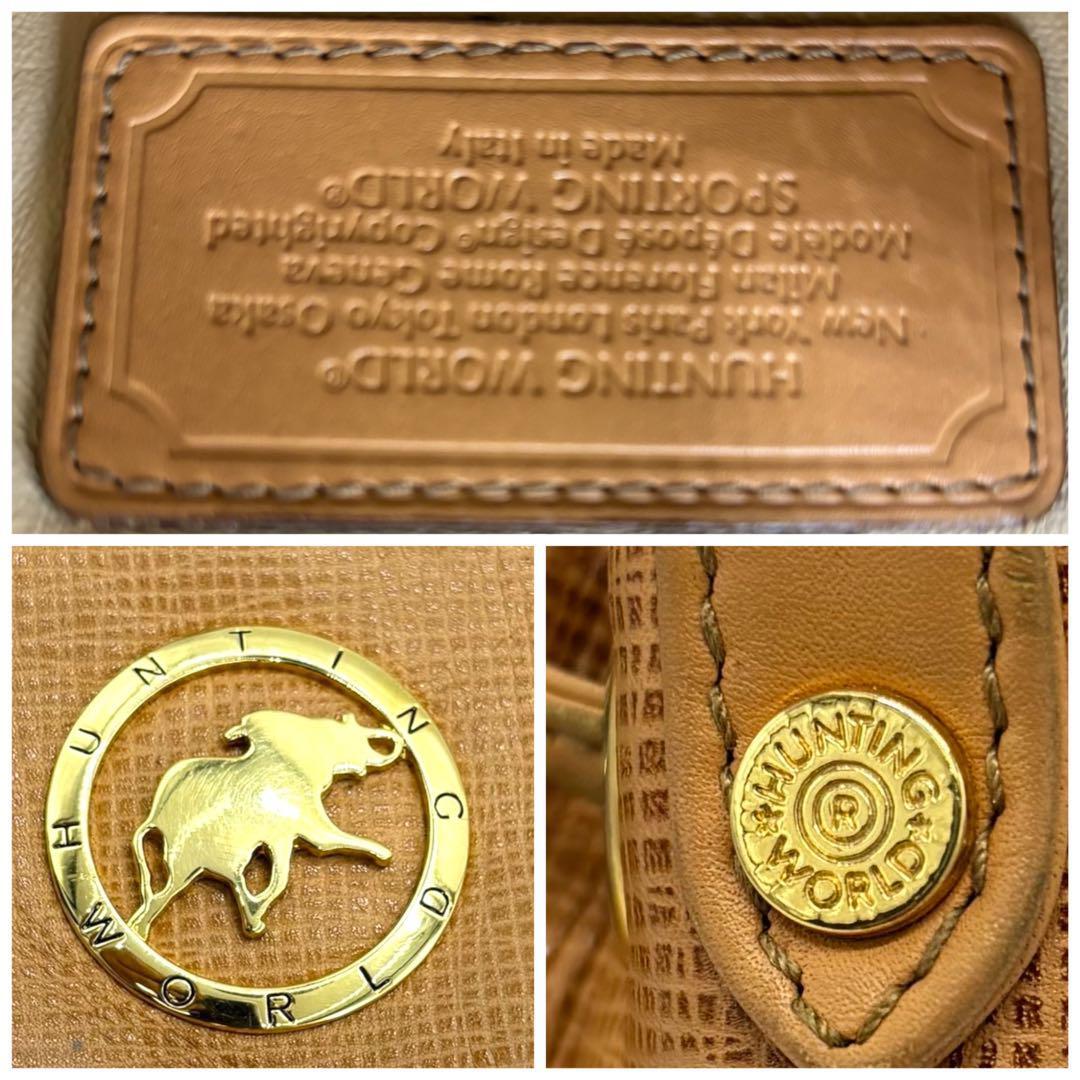 HUNTING WORLD®
New York Paris London Tokyo Osaka
Milan Florence Rome Geneva
Modèle Déposé Design® Copyrighted
SPORTING WORLD®
Made in Italy
HUNTING WORLD
HUNTING
®
WORLD